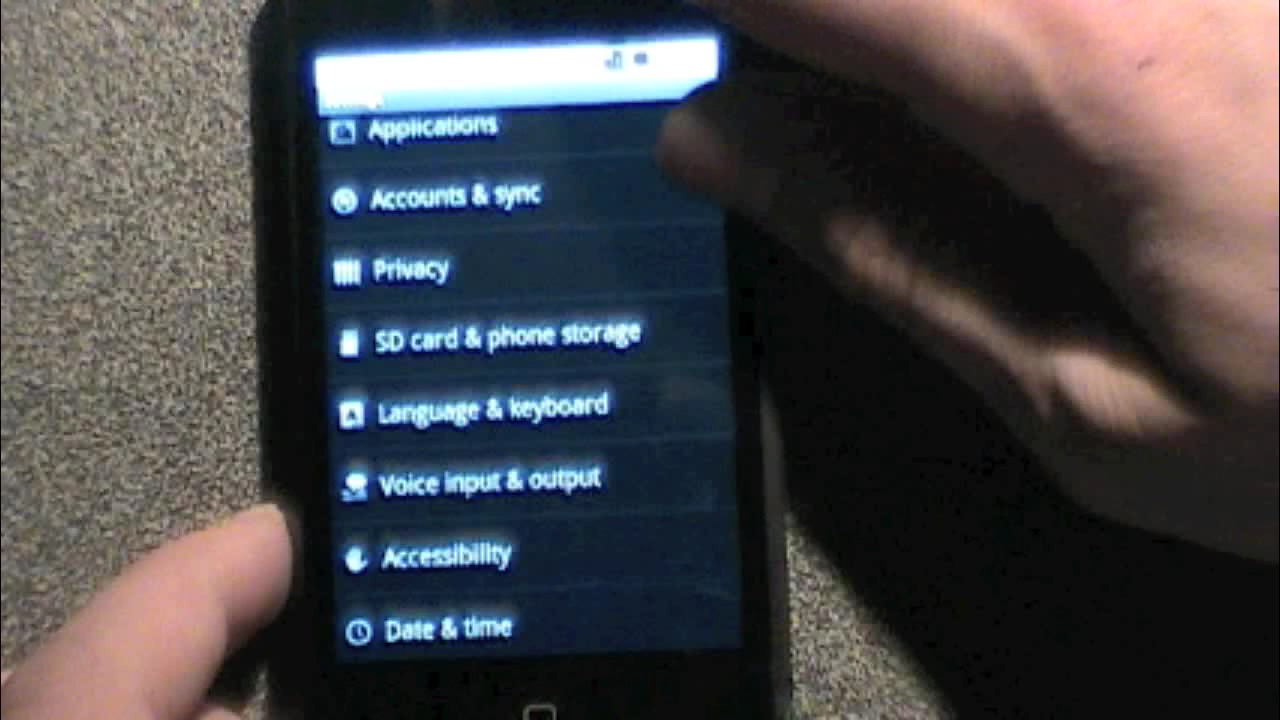 Applications
Accounts & sync
Privacy
SD card & phone storage
Language & keyboard
Voice input & output
Accessibility
Date & time